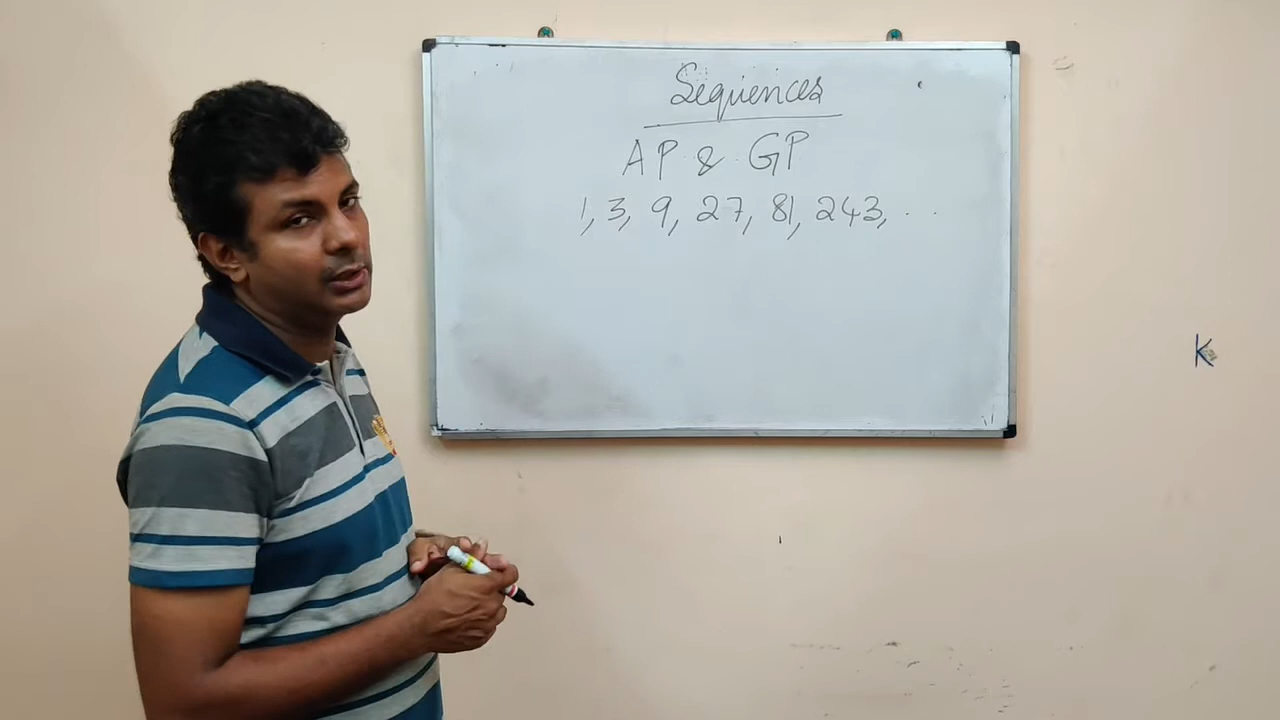 Sequences
AP & GP
1, 3, 9, 27, 81, 243, ...
K